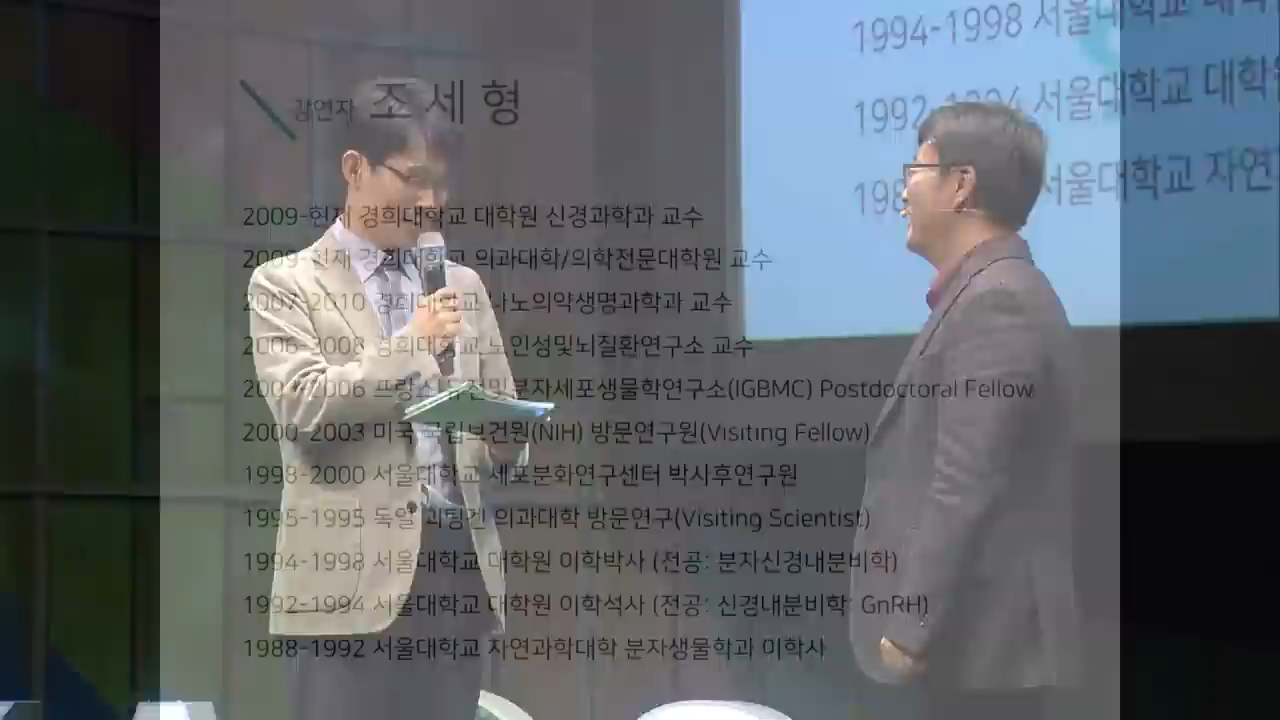 강연자 조세형
2009-현재 경희대학교 대학원 신경과학과 교수
2009-현재 경희대학교 의과대학/의학전문대학원 교수
2007-2010 경희대학교 나노의약생명과학과 교수
2006-2008 경희대학교 노인성및뇌질환연구소 교수
2004-2006 프랑스 유전및분자세포생물학연구소(IGBMC) Postdoctoral Fellow
2000-2003 미국 국립보건원(NIH) 방문연구원(Visiting Fellow)
1998-2000 서울대학교 세포분화연구센터 박사후연구원
1995-1995 독일 괴팅겐 의과대학 방문연구(Visiting Scientist)
1994-1998 서울대학교 대학원 이학박사 (전공: 분자신경내분비학)
1992-1994 서울대학교 대학원 이학석사 (전공: 신경내분비학: GnRH)
1988-1992 서울대학교 자연과학대학 분자생물학과 이학사
1994-1998 서울대학교
1992-1994 서울대학교 대학원
서울대학교 자연